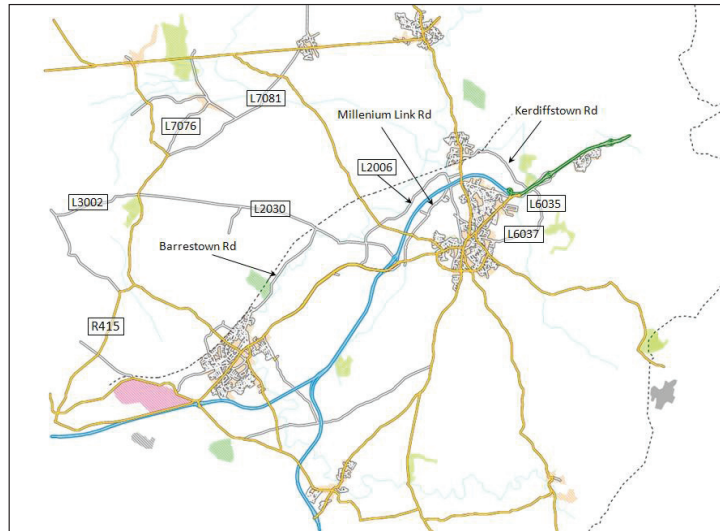 L7081
L7076
Millenium Link Rd
Kerdiffstown Rd
L2006
L3002
L2030
L6035
L6037
Barrestown Rd
R415